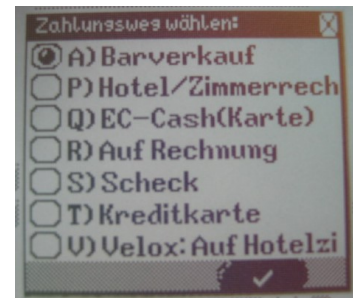 Zahlungsweg wählen:
A) Barverkauf
P) Hotel/Zimmerrech
Q) EC-Cash(Karte)
R) Auf Rechnung
S) Scheck
T) Kreditkarte
V) Velox: Auf Hotelzi